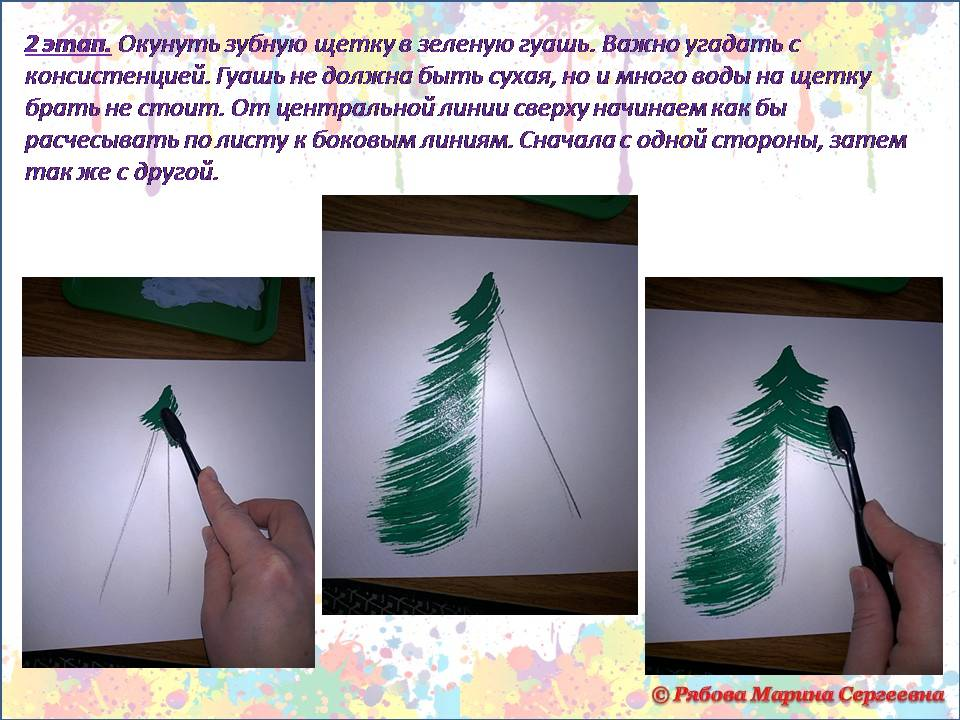 2 этап. Окунуть зубную щетку в зеленую гуашь. Важно угадать с
консистенцией. Гуашь не должна быть сухая, но и много воды на щетку
брать не стоит. От центральной линии сверху начинаем как бы
расчесывать по листу к боковым линиям. Сначала с одной стороны, затем
так же с другой.
© Рябова Марина Сергеевна